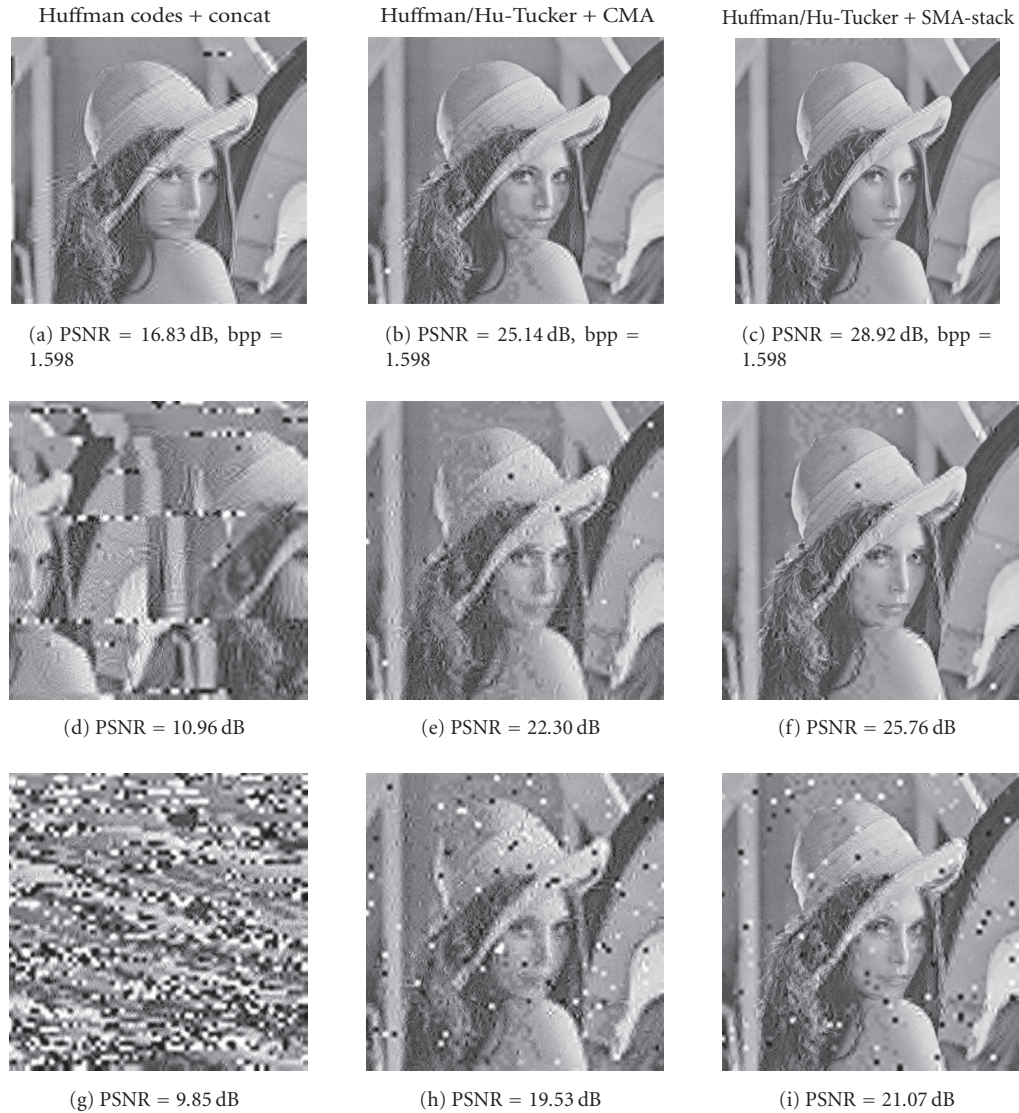 Huffman codes + concat
Huffman/Hu-Tucker + CMA
Huffman/Hu-Tucker + SMA-stack
(a) PSNR = 16.83 dB, bpp =
1.598
(b) PSNR = 25.14 dB, bpp =
1.598
(c) PSNR = 28.92 dB, bpp =
1.598
(d) PSNR = 10.96 dB
(e) PSNR = 22.30 dB
(f) PSNR = 25.76 dB
(g) PSNR = 9.85 dB
(h) PSNR = 19.53 dB
(i) PSNR = 21.07 dB